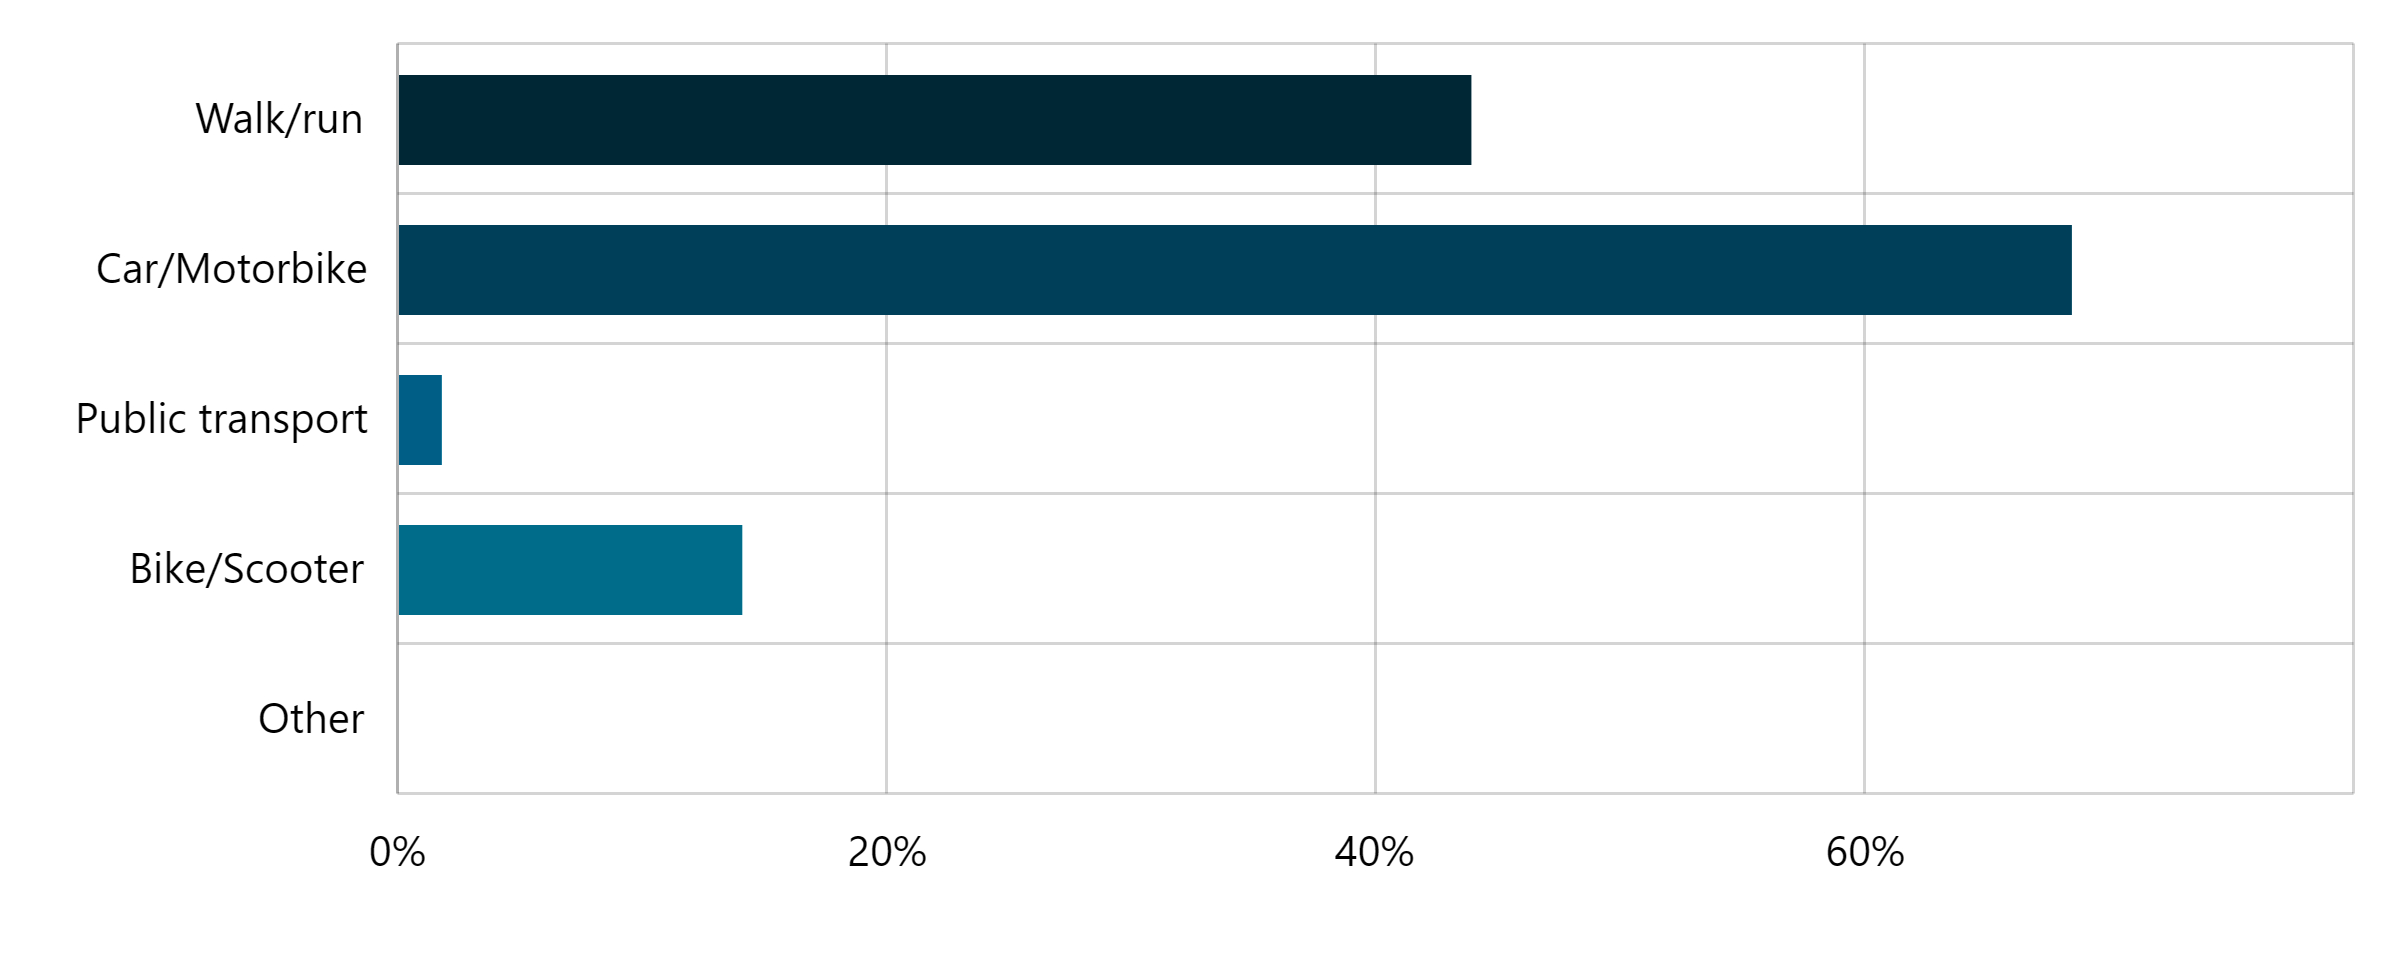 Walk/run
Car/Motorbike
Public transport
Bike/Scooter
Other
0% 20% 40% 60%